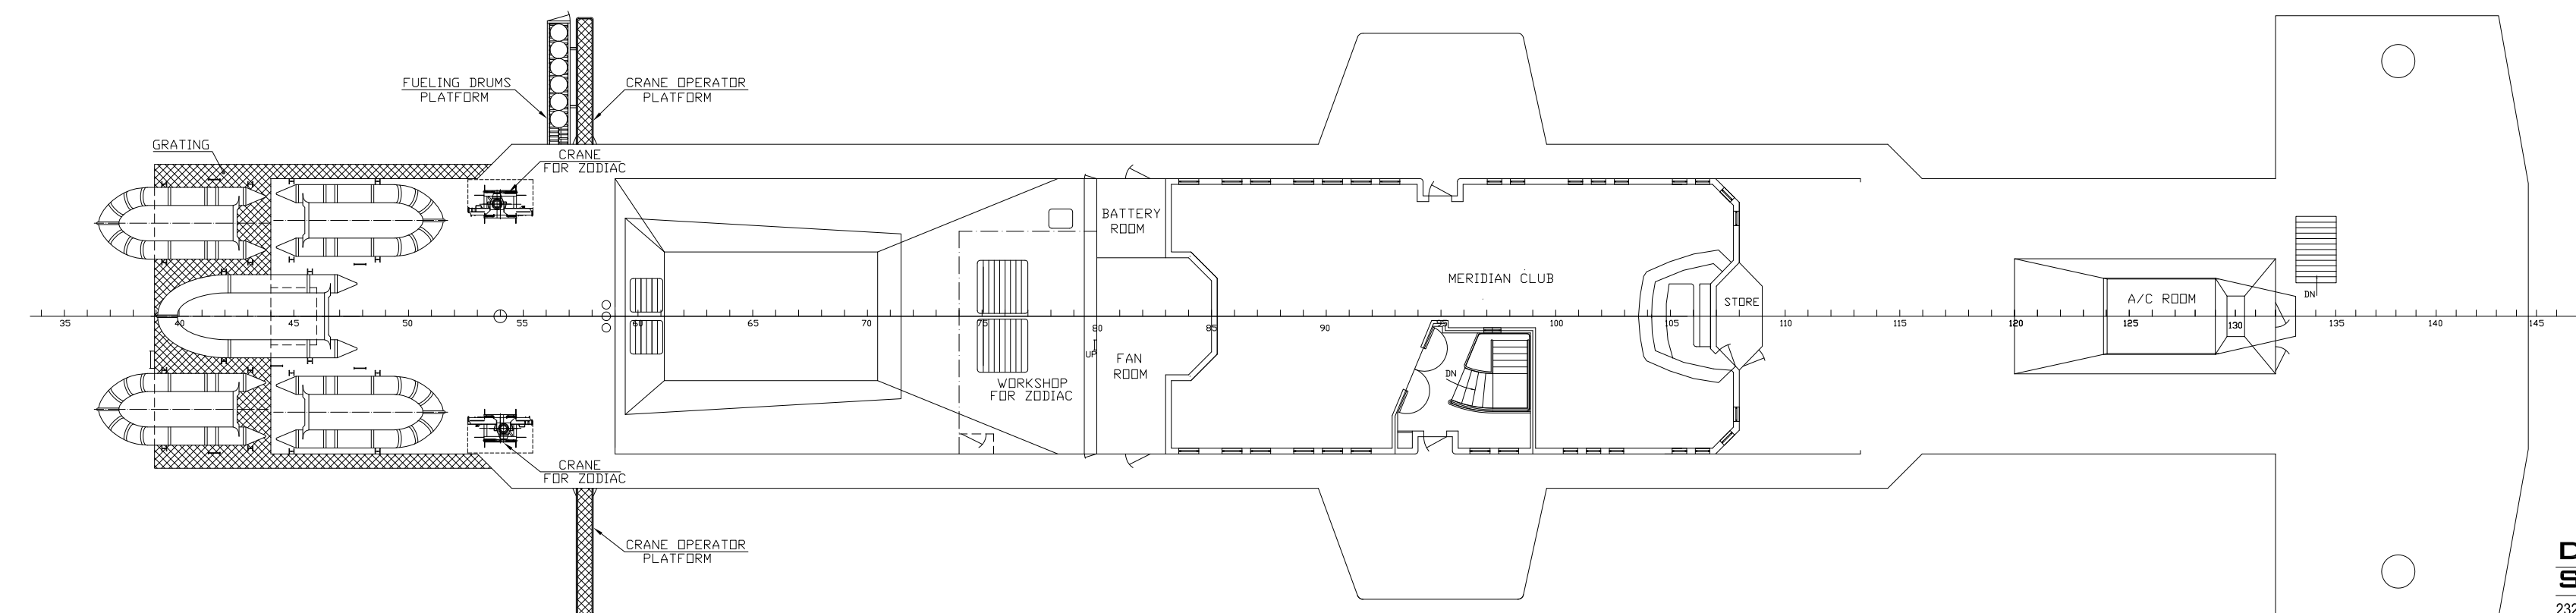 FUELING DRUMS
PLATFORM
CRANE OPERATOR
PLATFORM
GRATING
CRANE
FOR ZODIAC
BATTERY
ROOM
MERIDIAN CLUB
STORE
A/C ROOM
DN
35
40
45
50
55
60
65
70
75
80
85
90
100
105
110
115
120
125
130
135
140
145
UP
FAN
ROOM
WORKSHOP
FOR ZODIAC
DN
CRANE
FOR ZODIAC
CRANE OPERATOR
PLATFORM
D
S
232